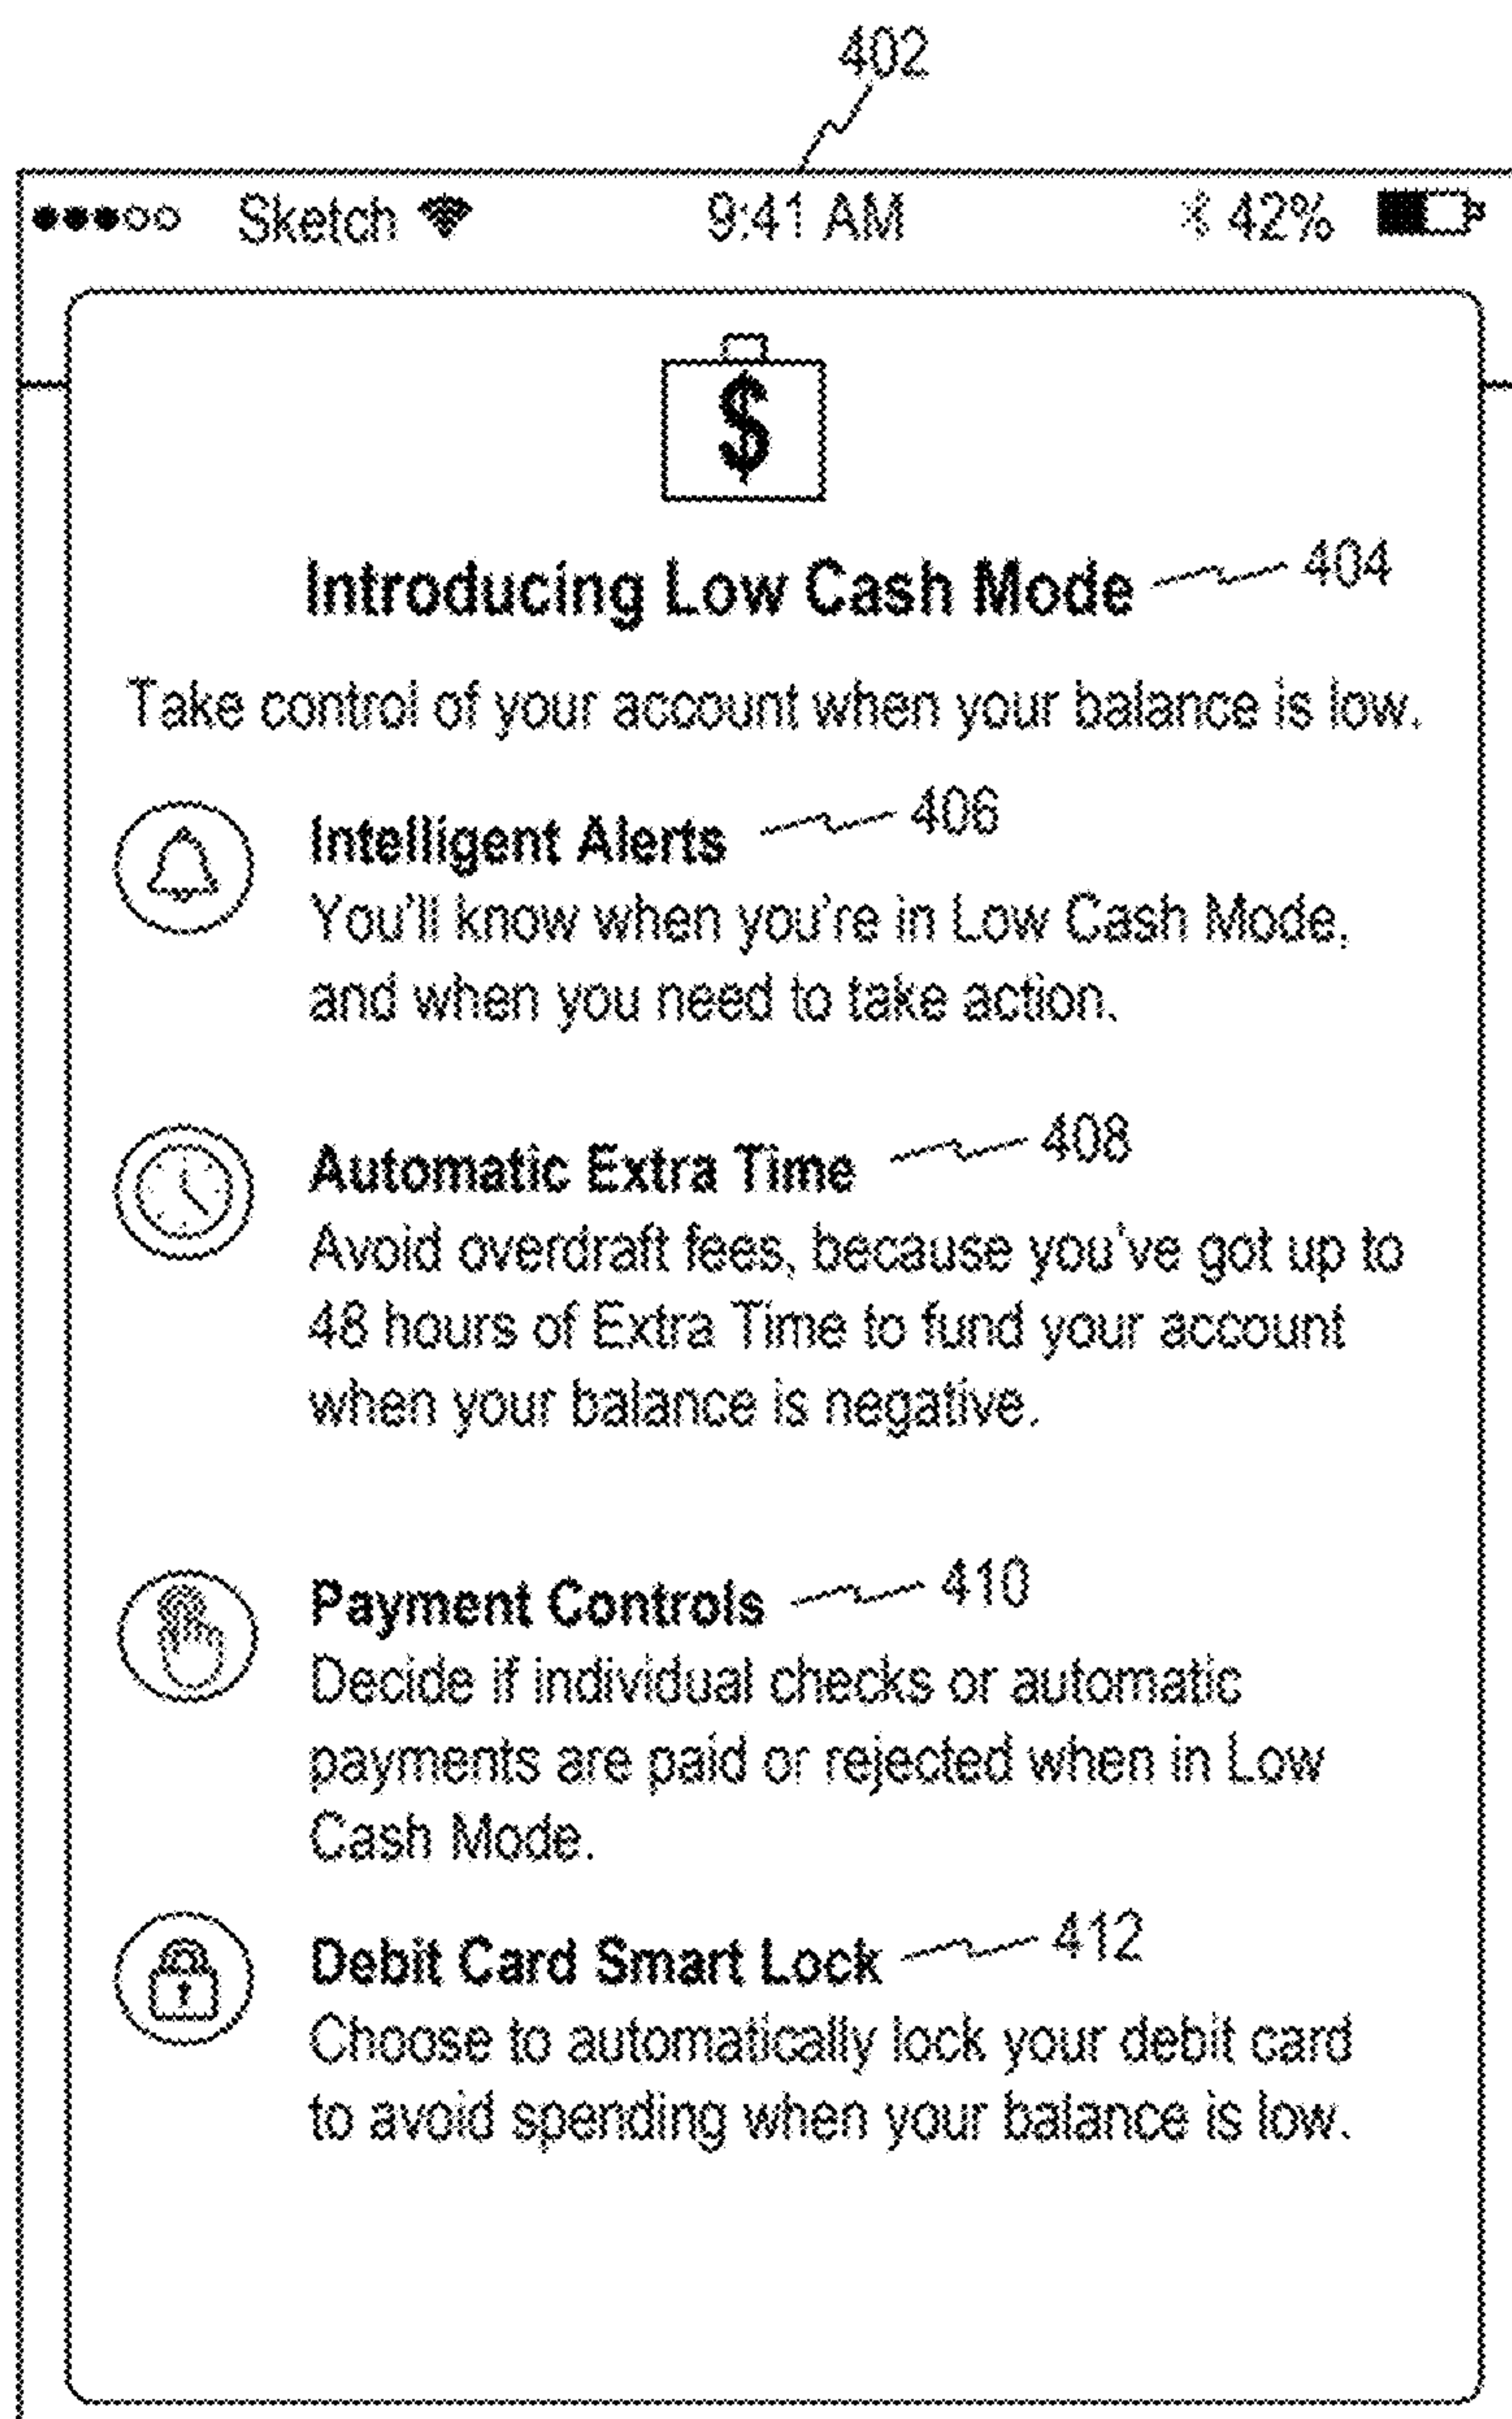 402
Sketch 9:41 AM 42%
$
Introducing Low Cash Mode 404
Take control of your account when your balance is low.
Intelligent Alerts 406
You'll know when you're in Low Cash Mode,
and when you need to take action.
Automatic Extra Time 408
Avoid overdraft fees, because you've got up to
48 hours of Extra Time to fund your account
when your balance is negative.
Payment Controls 410
Decide if individual checks or automatic
payments are paid or rejected when in Low
Cash Mode.
Debit Card Smart Lock 412
Choose to automatically lock your debit card
to avoid spending when your balance is low.